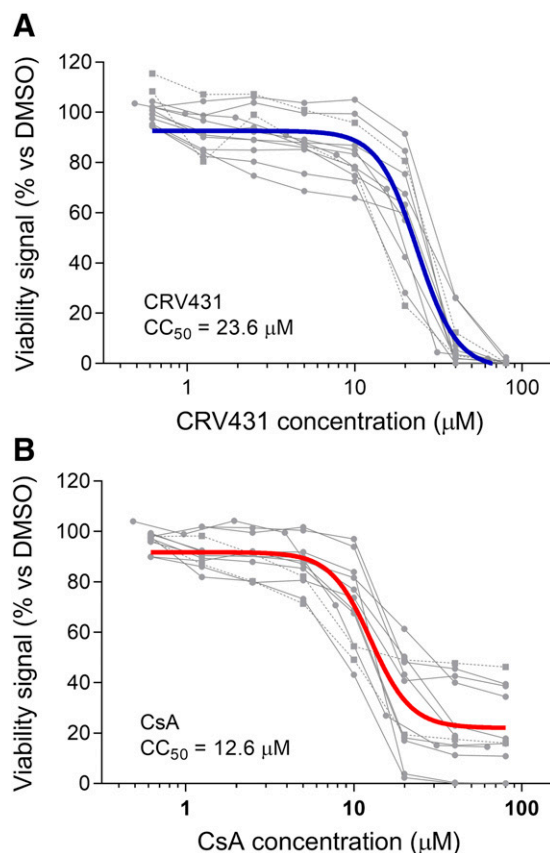 A
Viability signal (% vs DMSO)
120
100
80
60
40
20
0
CRV431
CC50 = 23.6 μM
1
10
100
CRV431 concentration (μM)
B
Viability signal (% vs DMSO)
120
100
80
60
40
20
0
CsA
CC50 = 12.6 μM
1
10
100
CsA concentration (μM)